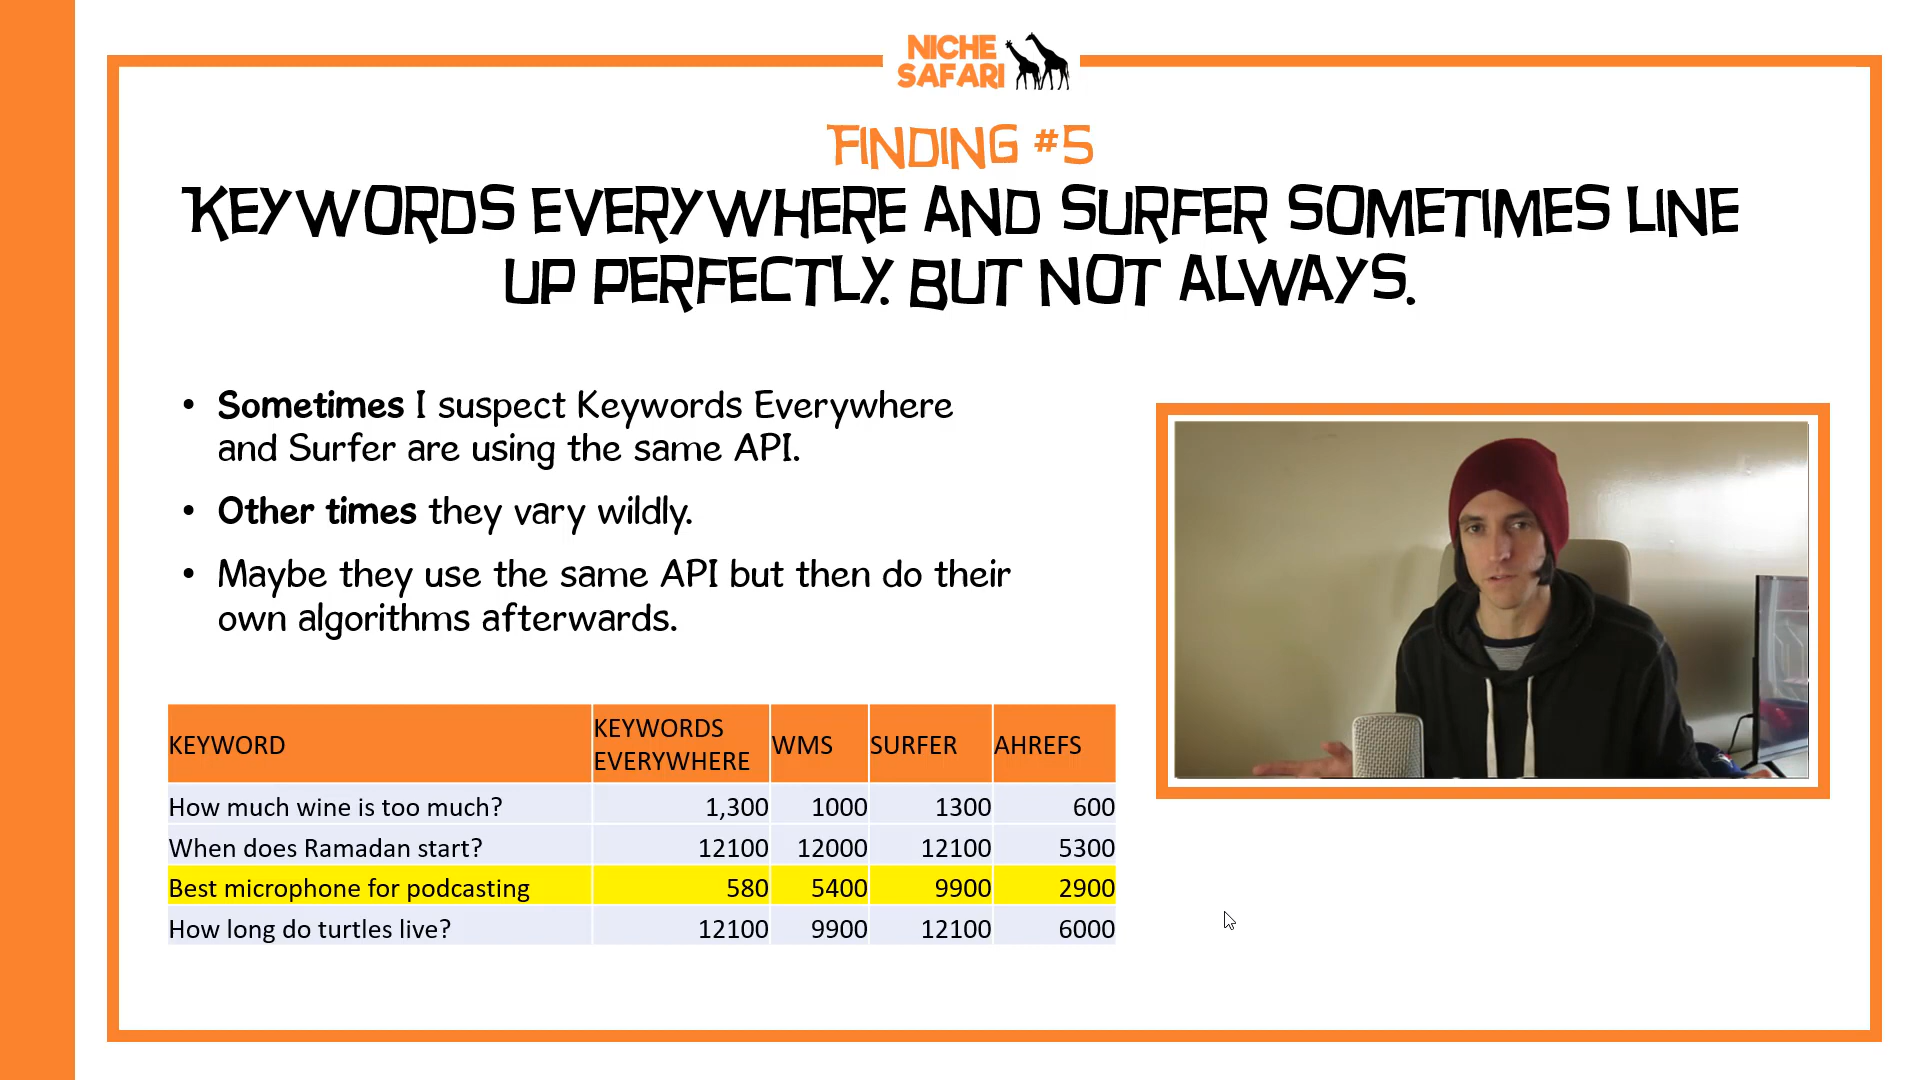 NICHE
SAFARI
FINDING #5
KEYWORDS EVERYWHERE AND SURFER SOMETIMES LINE
UP PERFECTLY. BUT NOT ALWAYS.
• Sometimes I suspect Keywords Everywhere
and Surfer are using the same API.
• Other times they vary wildly.
• Maybe they use the same API but then do their
own algorithms afterwards.
KEYWORD KEYWORDS EVERYWHERE WMS SURFER AHREFS
How much wine is too much? 1,300 1000 1300 600
When does Ramadan start? 12100 12000 12100 5300
Best microphone for podcasting 580 5400 9900 2900
How long do turtles live? 12100 9900 12100 6000